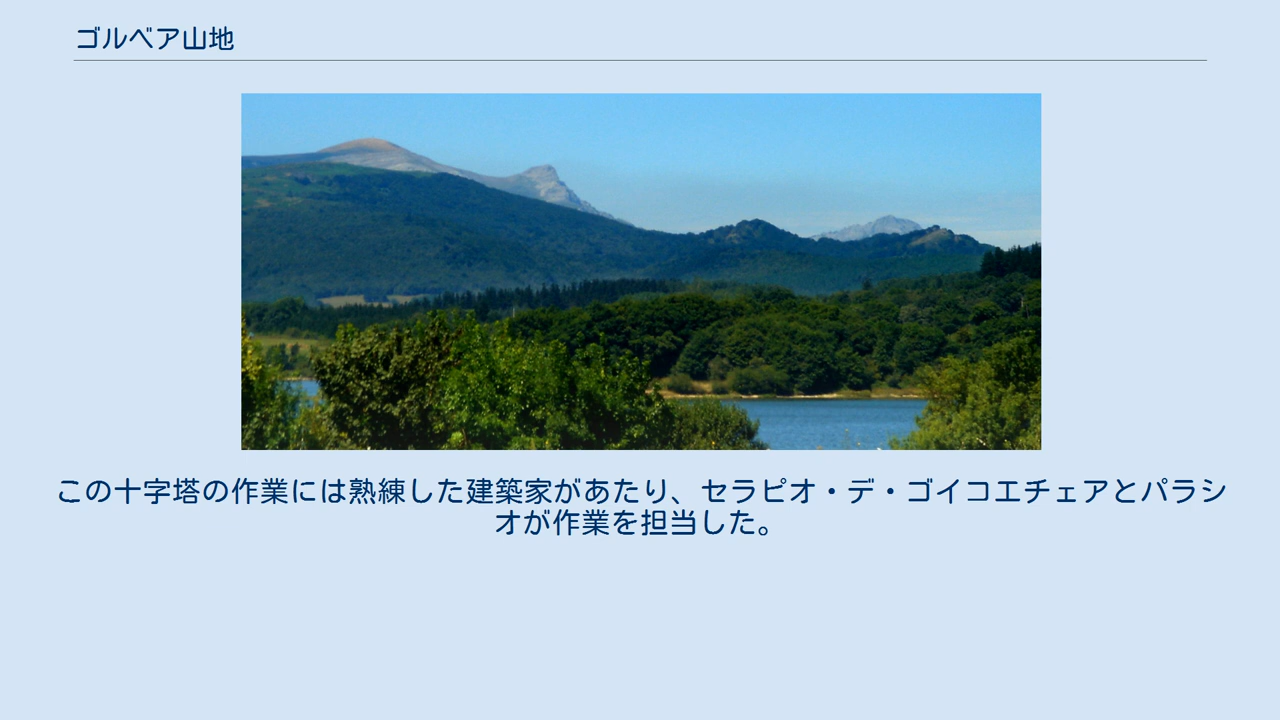 ゴルベア山地
この十字塔の作業には熟練した建築家があたり、セラピオ・デ・ゴイコエチェアとパラシ
オが作業を担当した。